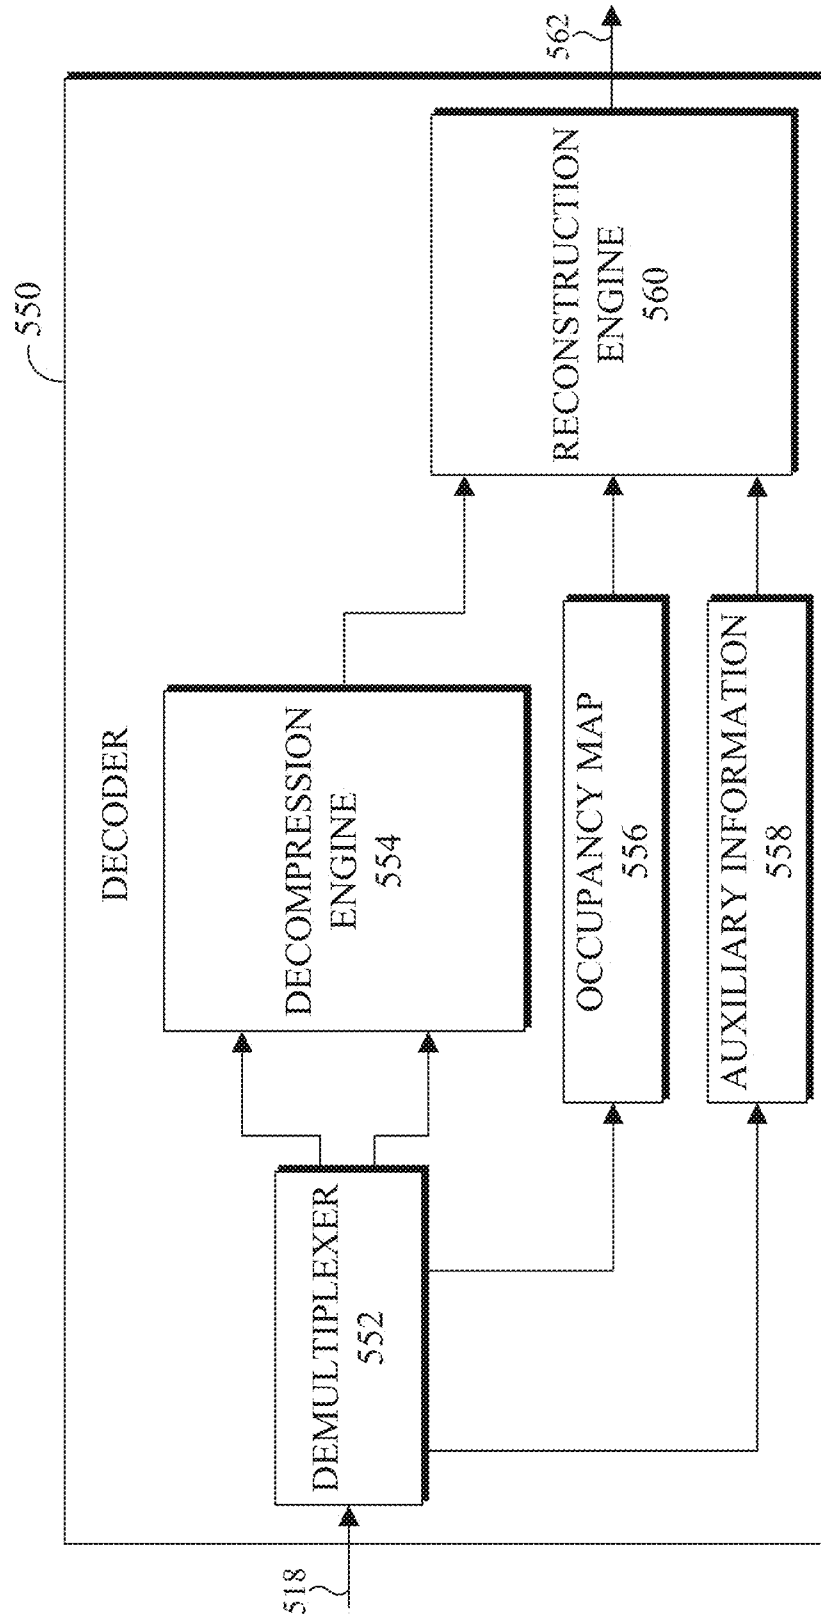 550
DECODER
518
DEMULTIPLEXER
552
DECOMPRESSION
ENGINE
554
OCCUPANCY MAP
556
AUXILIARY INFORMATION
558
RECONSTRUCTION
ENGINE
560
562